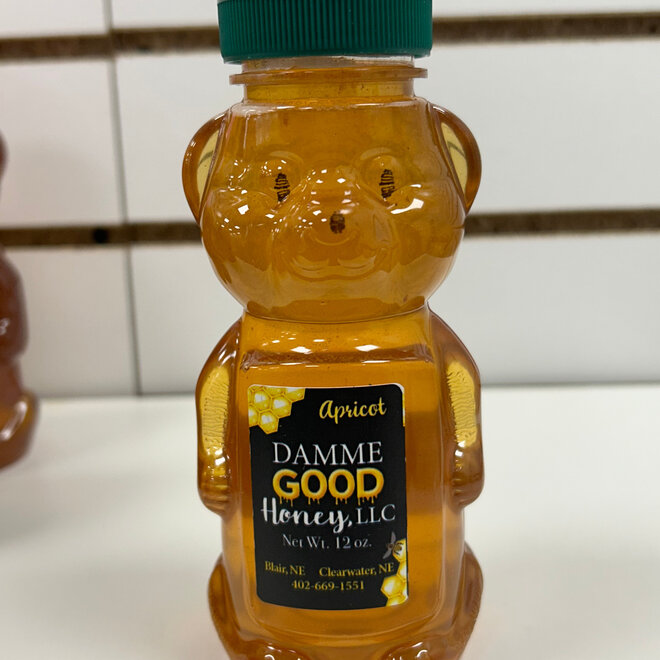 Apricot
DAMME
GOOD
Honey, LLC
Net Wt. 12 oz.
Blair, NE Clearwater, NE
402-669-1551